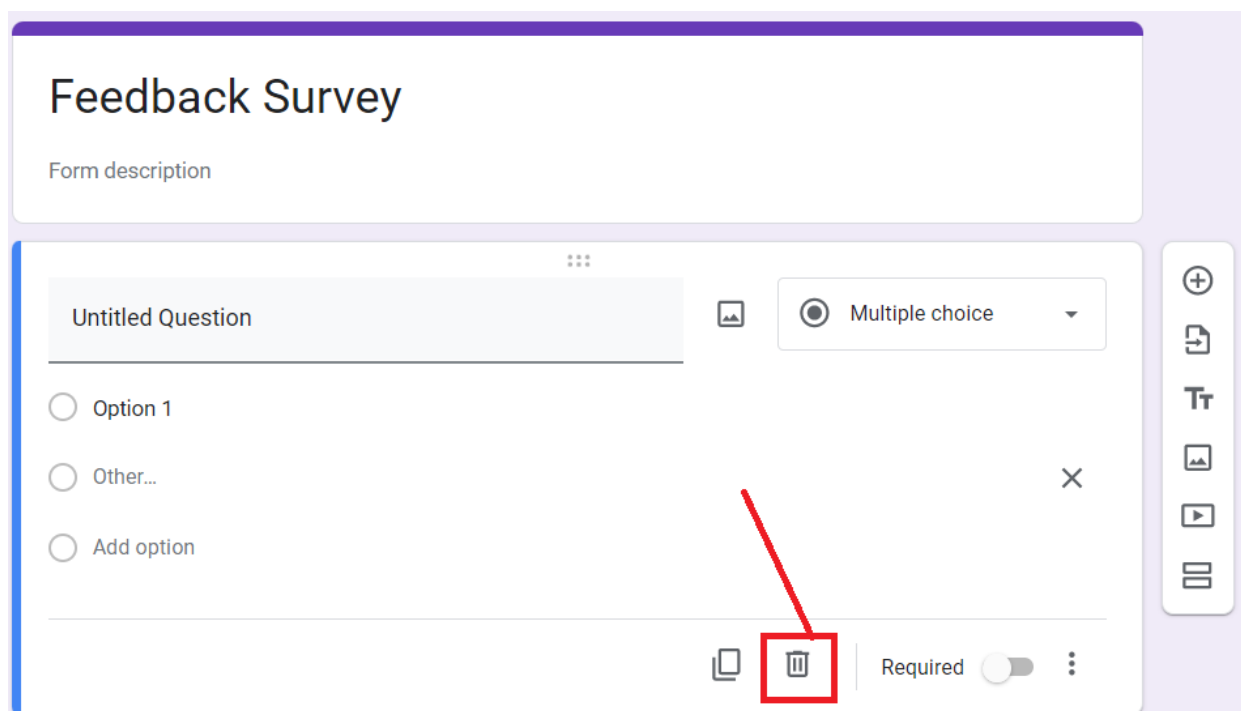 Feedback Survey
Form description
Untitled Question
Multiple choice
Option 1
Other...
Add option
Required